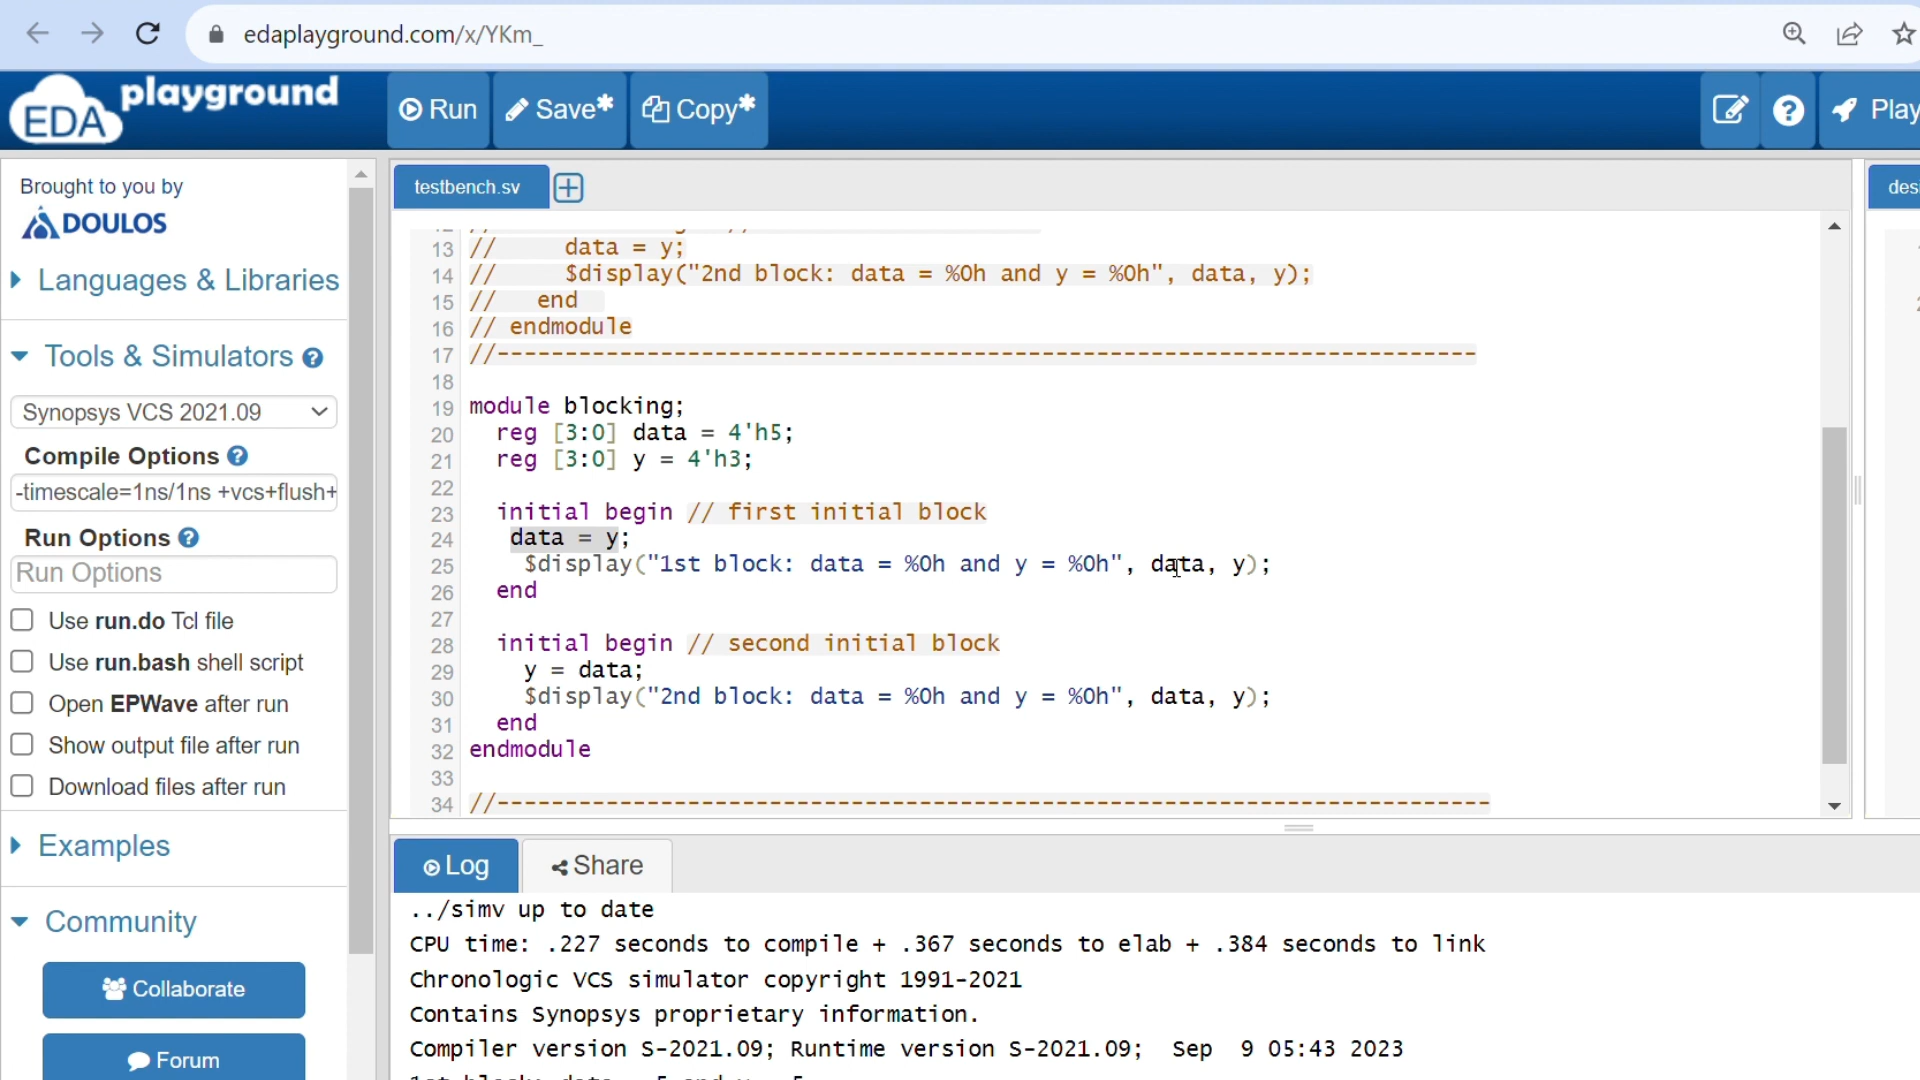 edaplayground.com/x/YKm_
EDA playground
Run
Save*
Copy*
Play
Brought to you by
DOULOS
Languages & Libraries
Tools & Simulators
Synopsys VCS 2021.09
Compile Options
-timescale=1ns/1ns +vcs+flush+
Run Options
Run Options
Use run.do Tcl file
Use run.bash shell script
Open EPWave after run
Show output file after run
Download files after run
Examples
Community
Collaborate
Forum
testbench.sv
13 // data = y;
14 // $display("2nd block: data = %0h and y = %0h", data, y);
15 // end
16 // endmodule
17 //------------------------------------------------------------------------
18
19 module blocking;
20 reg [3:0] data = 4'h5;
21 reg [3:0] y = 4'h3;
22
23 initial begin // first initial block
24 data = y;
25 $display("1st block: data = %0h and y = %0h", data, y);
26 end
27
28 initial begin // second initial block
29 y = data;
30 $display("2nd block: data = %0h and y = %0h", data, y);
31 end
32 endmodule
33
34 //-------------------------------------------------------------------------
desi
Log
Share
../simv up to date
CPU time: .227 seconds to compile + .367 seconds to elab + .384 seconds to link
Chronologic VCS simulator copyright 1991-2021
Contains Synopsys proprietary information.
Compiler version S-2021.09; Runtime version S-2021.09; Sep 9 05:43 2023